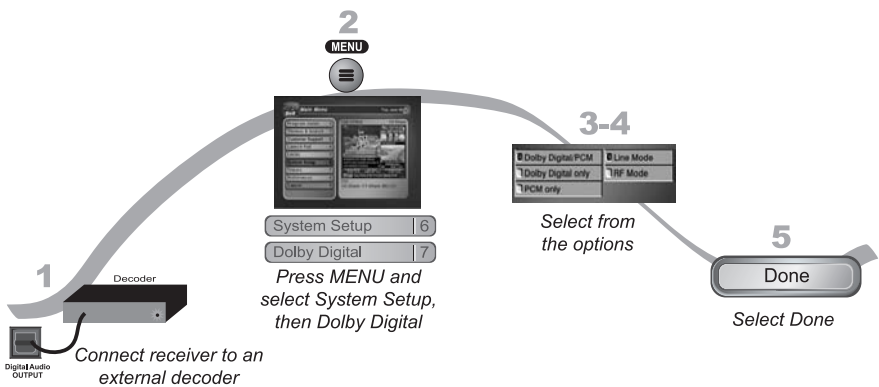 2
MENU
Main Menu
3-4
Dolby Digital/PCM
Line Mode
Dolby Digital only
RF Mode
PCM only
Select from
the options
System Setup 6
Dolby Digital 7
Press MENU and
select System Setup,
then Dolby Digital
5
Done
Select Done
1
Decoder
Digital Audio
OUTPUT
Connect receiver to an
external decoder